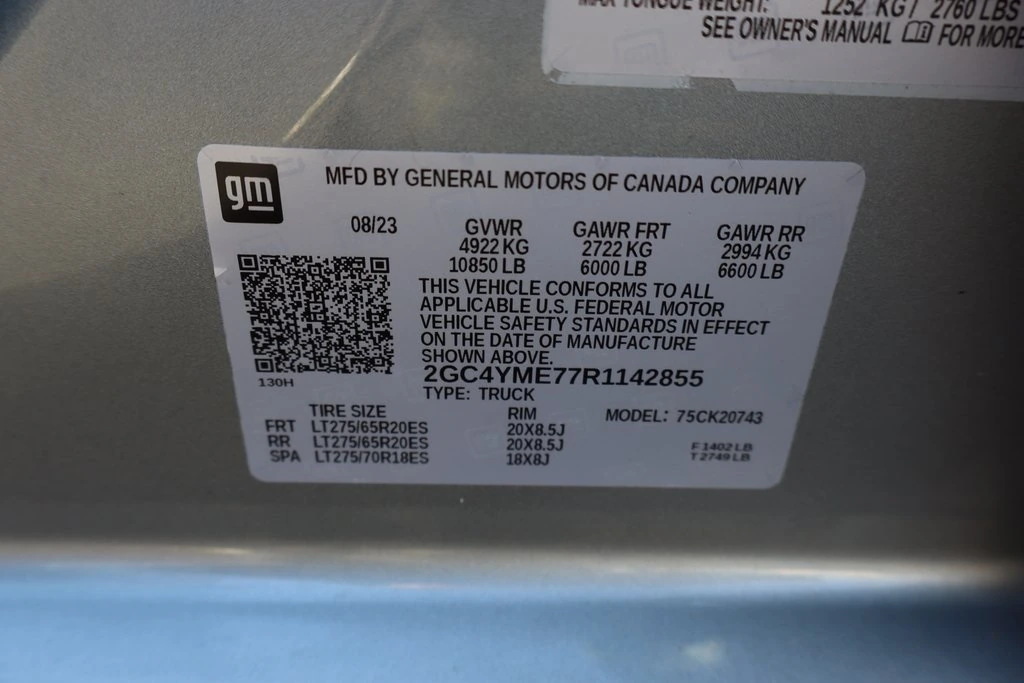 MAX TONGUE WEIGHT: 1252 KG / 2760 LBS
SEE OWNER'S MANUAL FOR MORE
gm
MFD BY GENERAL MOTORS OF CANADA COMPANY
08/23 GVWR GAWR FRT GAWR RR
4922 KG 2722 KG 2994 KG
10850 LB 6000 LB 6600 LB
THIS VEHICLE CONFORMS TO ALL
APPLICABLE U.S. FEDERAL MOTOR
VEHICLE SAFETY STANDARDS IN EFFECT
ON THE DATE OF MANUFACTURE
SHOWN ABOVE.
130H
2GC4YME77R1142855
TYPE: TRUCK
TIRE SIZE RIM MODEL: 75CK20743
FRT LT275/65R20ES 20X8.5J
RR LT275/65R20ES 20X8.5J F1402 LB
SPA LT275/70R18ES 18X8J T2749 LB